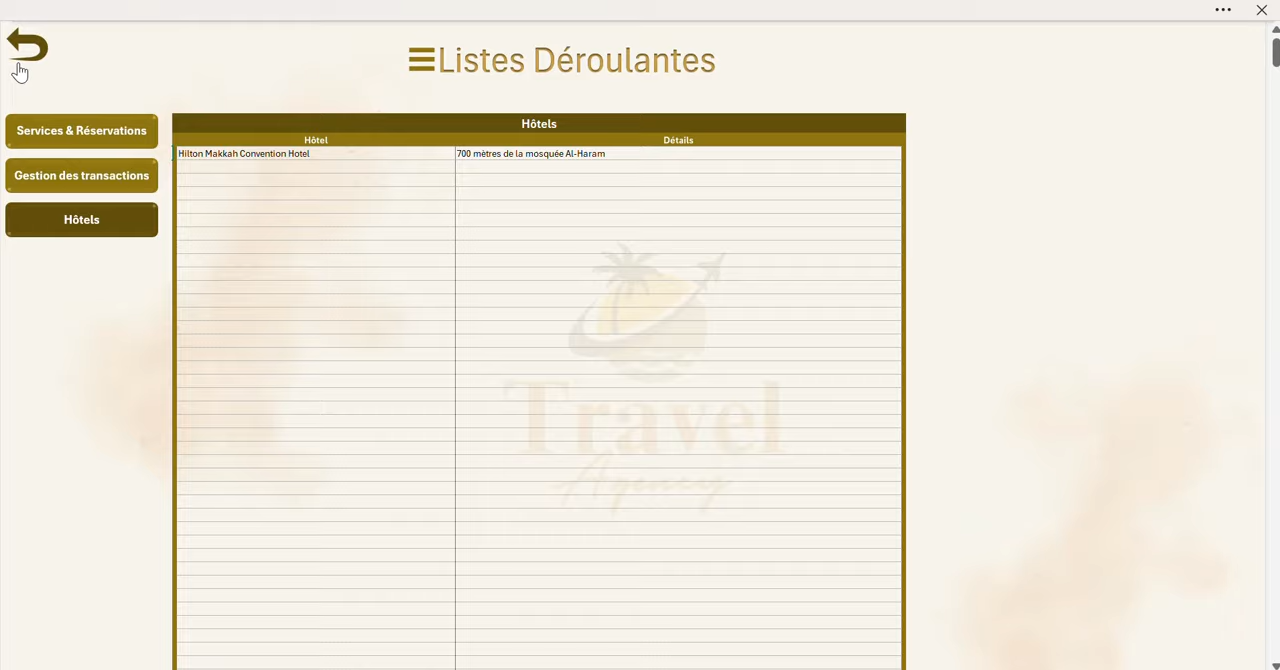 Listes Déroulantes
Services & Réservations
Gestion des transactions
Hôtels
Hôtels
Hôtel Détails
Hilton Makkah Convention Hotel 700 mètres de la mosquée Al-Haram
Travel
Agency